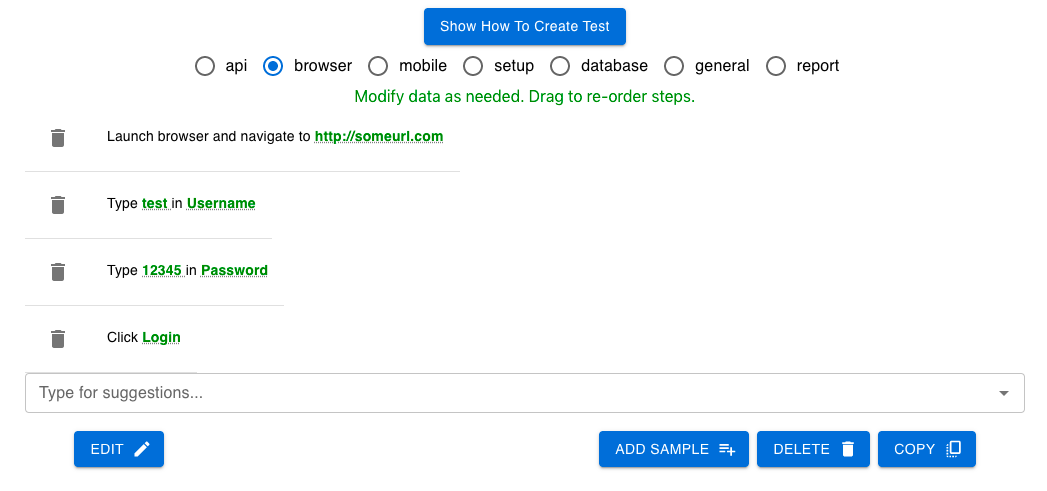 Show How To Create Test
api browser mobile setup database general report
Modify data as needed. Drag to re-order steps.
Launch browser and navigate to http://someurl.com
Type test in Username
Type 12345 in Password
Click Login
Type for suggestions...
EDIT ADD SAMPLE DELETE COPY